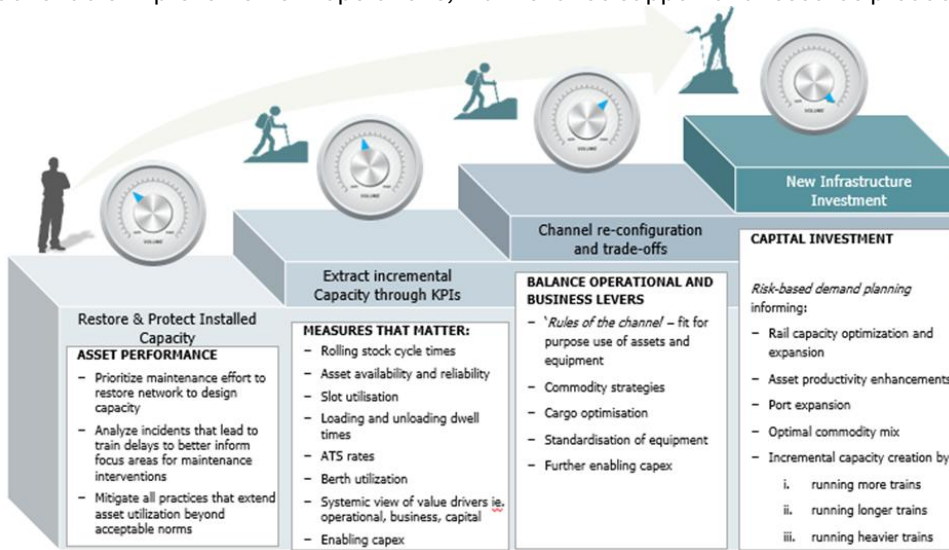 VOLUME
VOLUME
VOLUME
VOLUME
Restore & Protect Installed
Capacity
ASSET PERFORMANCE
– Prioritize maintenance effort to
restore network to design
capacity
– Analyze incidents that lead to
train delays to better inform
focus areas for maintenance
interventions
– Mitigate all practices that extend
asset utilization beyond
acceptable norms
Extract incremental
Capacity through KPIs
MEASURES THAT MATTER:
– Rolling stock cycle times
– Asset availability and reliability
– Slot utilisation
– Loading and unloading dwell
times
– ATS rates
– Berth utilization
– Systemic view of value drivers ie.
operational, business, capital
– Enabling capex
Channel re-configuration
and trade-offs
BALANCE OPERATIONAL AND
BUSINESS LEVERS
– 'Rules of the channel' – fit for
purpose use of assets and
equipment
– Commodity strategies
– Cargo optimisation
– Standardisation of equipment
– Further enabling capex
New Infrastructure
Investment
CAPITAL INVESTMENT
Risk-based demand planning
informing:
– Rail capacity optimization and
expansion
– Asset productivity enhancements
– Port expansion
– Optimal commodity mix
– Incremental capacity creation by
i. running more trains
ii. running longer trains
iii. running heavier trains